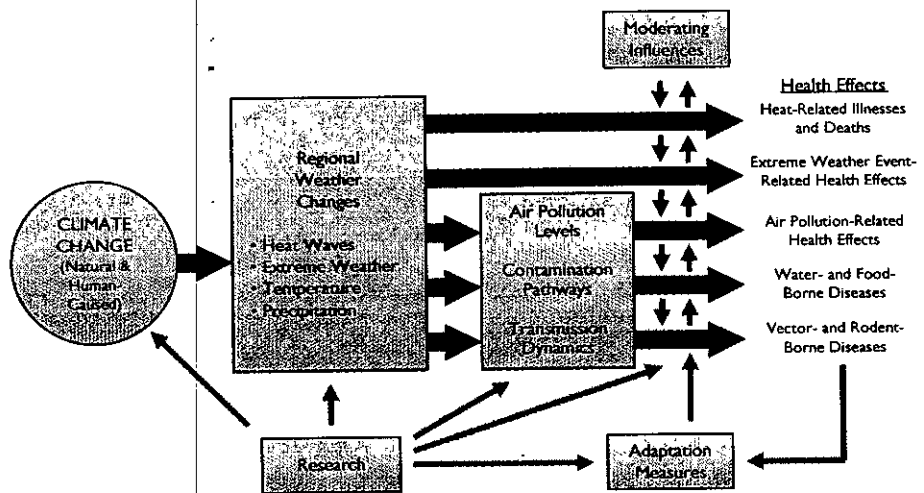 Moderating
Influences
Health Effects
Heat-Related Illnesses
and Deaths
Regional
Weather
Changes
Extreme Weather Event-
Related Health Effects
CLIMATE
CHANGE
(Natural &
Human-
Caused)
• Heat Waves
• Extreme Weather
• Temperature
• Precipitation
Air Pollution
Levels
Contamination
Pathways
Transmission
Dynamics
Air Pollution-Related
Health Effects
Water- and Food-
Borne Diseases
Vector- and Rodent-
Borne Diseases
Research
Adaptation
Measures